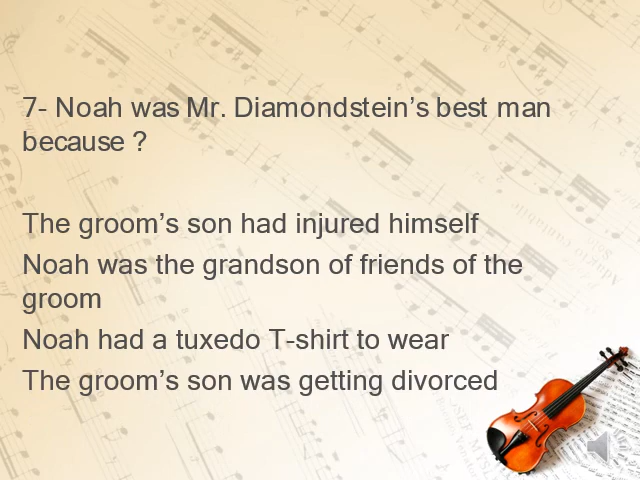 7- Noah was Mr. Diamondstein’s best man
because ?
The groom’s son had injured himself
Noah was the grandson of friends of the
groom
Noah had a tuxedo T-shirt to wear
The groom’s son was getting divorced